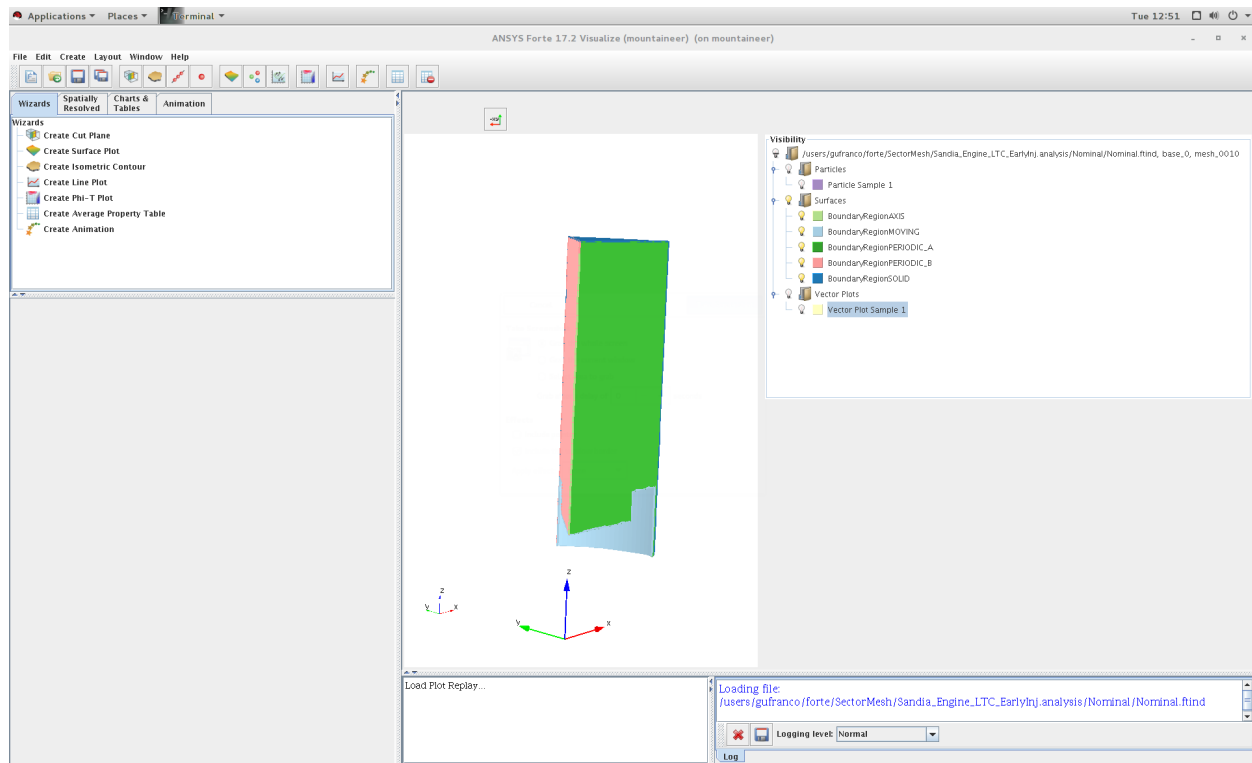 Applications Places Terminal Tue 12:51
ANSYS Forte 17.2 Visualize (mountaineer) (on mountaineer)
File Edit Create Layout Window Help
Wizards
Spatially Resolved
Charts & Tables
Animation
Wizards
Create Cut Plane
Create Surface Plot
Create Isometric Contour
Create Line Plot
Create Phi-T Plot
Create Average Property Table
Create Animation
-XY
z
y
x
z
y
x
Visibility
/users/gufranco/forte/SectorMesh/Sandia_Engine_LTC_EarlyInj.analysis/Nominal/Nominal.ftind, base_0, mesh_0010
Particles
Particle Sample 1
Surfaces
BoundaryRegionAXIS
BoundaryRegionMOVING
BoundaryRegionPERIODIC_A
BoundaryRegionPERIODIC_B
BoundaryRegionSOLID
Vector Plots
Vector Plot Sample 1
Load Plot Replay...
Loading file:
/users/gufranco/forte/SectorMesh/Sandia_Engine_LTC_EarlyInj.analysis/Nominal/Nominal.ftind
Logging level: Normal
Log